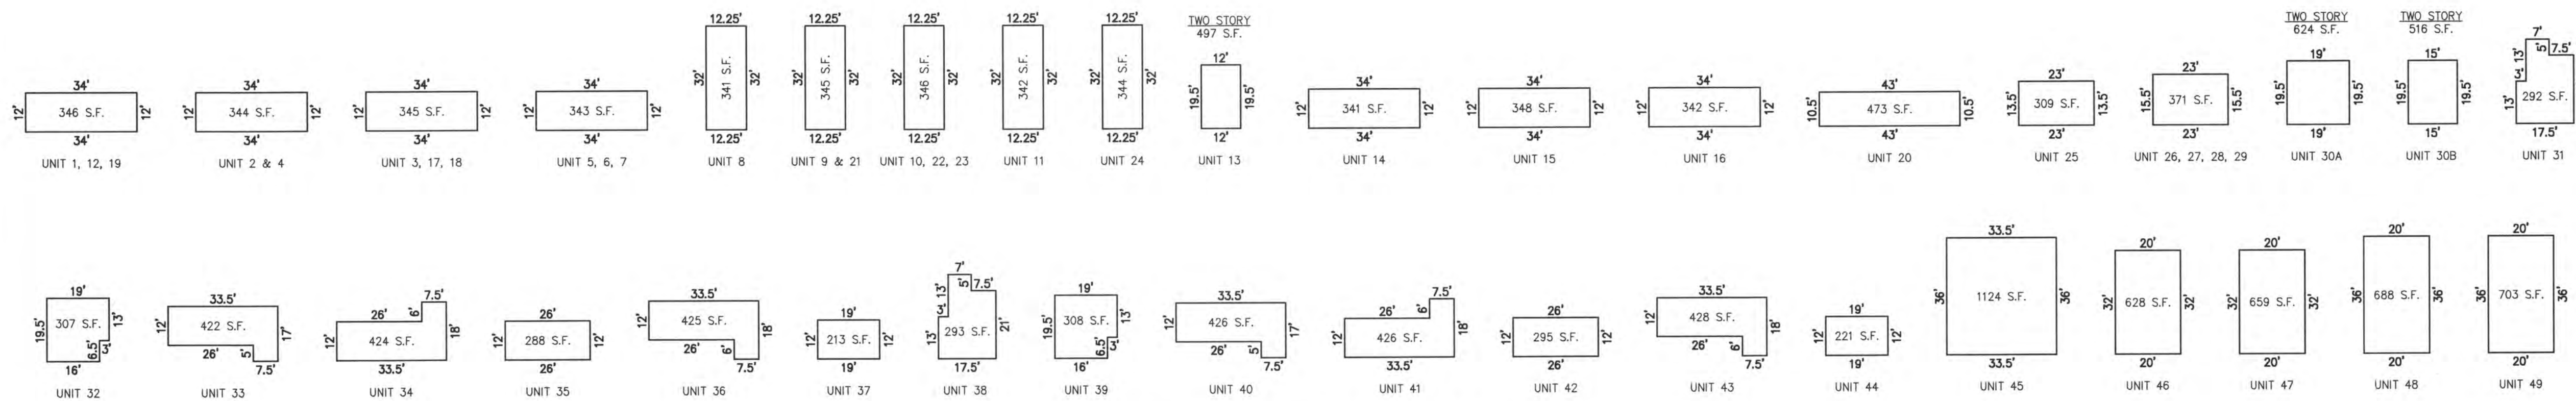 34'
12' 346 S.F. 12'
34'
UNIT 1, 12, 19
34'
12' 344 S.F. 12'
34'
UNIT 2 & 4
34'
12' 345 S.F. 12'
34'
UNIT 3, 17, 18
34'
12' 343 S.F. 12'
34'
UNIT 5, 6, 7
12.25'
32' 341 S.F. 32'
12.25'
UNIT 8
12.25'
32' 345 S.F. 32'
12.25'
UNIT 9 & 21
12.25'
32' 346 S.F. 32'
12.25'
UNIT 10, 22, 23
12.25'
32' 342 S.F. 32'
12.25'
UNIT 11
12.25'
32' 344 S.F. 32'
12.25'
UNIT 24
TWO STORY
497 S.F.
12'
19.5' 19.5'
12'
UNIT 13
34'
12' 341 S.F. 12'
34'
UNIT 14
34'
12' 348 S.F. 12'
34'
UNIT 15
34'
12' 342 S.F. 12'
34'
UNIT 16
43'
10.5' 473 S.F. 10.5'
43'
UNIT 20
23'
13.5' 309 S.F. 13.5'
23'
UNIT 25
23'
15.5' 371 S.F. 15.5'
23'
UNIT 26, 27, 28, 29
TWO STORY
624 S.F.
19'
19.5' 19.5'
19'
UNIT 30A
TWO STORY
516 S.F.
15'
19.5' 19.5'
15'
UNIT 30B
7'
13' 5' 7.5'
3'
13' 292 S.F.
17.5'
UNIT 31
19'
19.5' 307 S.F. 13'
6.5' 3'
16'
UNIT 32
33.5'
12' 422 S.F. 17'
26' 5'
7.5'
UNIT 33
7.5'
26' 6'
12' 424 S.F. 18'
33.5'
UNIT 34
26'
12' 288 S.F. 12'
26'
UNIT 35
33.5'
12' 425 S.F. 18'
26' 6'
7.5'
UNIT 36
19'
12' 213 S.F. 12'
19'
UNIT 37
7'
13' 5' 7.5'
3'
13' 293 S.F. 21'
17.5'
UNIT 38
19'
19.5' 308 S.F. 13'
6.5' 3'
16'
UNIT 39
33.5'
12' 426 S.F. 17'
26' 5'
7.5'
UNIT 40
7.5'
26' 6'
12' 426 S.F. 18'
33.5'
UNIT 41
26'
12' 295 S.F. 12'
26'
UNIT 42
33.5'
12' 428 S.F. 18'
26' 6'
7.5'
UNIT 43
19'
12' 221 S.F. 12'
19'
UNIT 44
33.5'
36' 1124 S.F. 36'
33.5'
UNIT 45
20'
32' 628 S.F. 32'
20'
UNIT 46
20'
32' 659 S.F. 32'
20'
UNIT 47
20'
36' 688 S.F. 36'
20'
UNIT 48
20'
36' 703 S.F. 36'
20'
UNIT 49